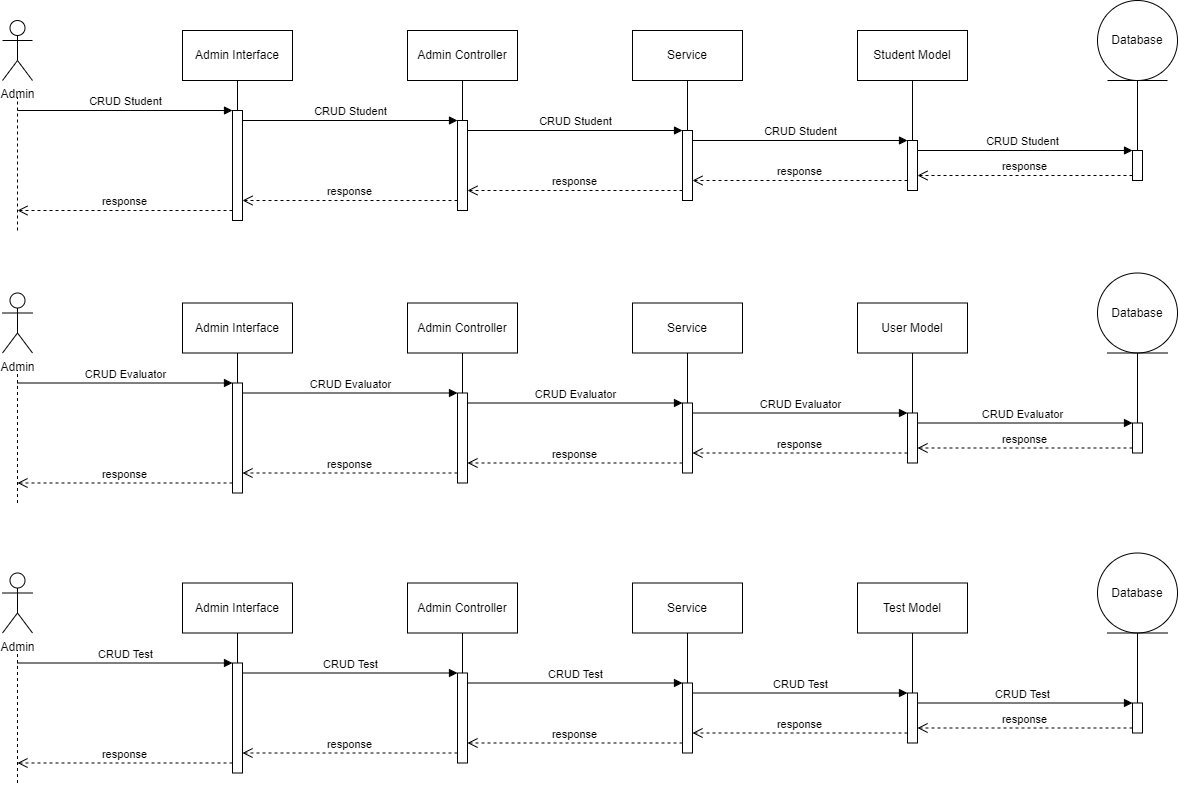 Admin Interface
Admin Controller
Service
Student Model
Database
Admin
CRUD Student
CRUD Student
CRUD Student
CRUD Student
CRUD Student
response
response
response
response
response
Admin Interface
Admin Controller
Service
User Model
Database
Admin
CRUD Evaluator
CRUD Evaluator
CRUD Evaluator
CRUD Evaluator
CRUD Evaluator
response
response
response
response
response
Admin Interface
Admin Controller
Service
Test Model
Database
Admin
CRUD Test
CRUD Test
CRUD Test
CRUD Test
CRUD Test
response
response
response
response
response